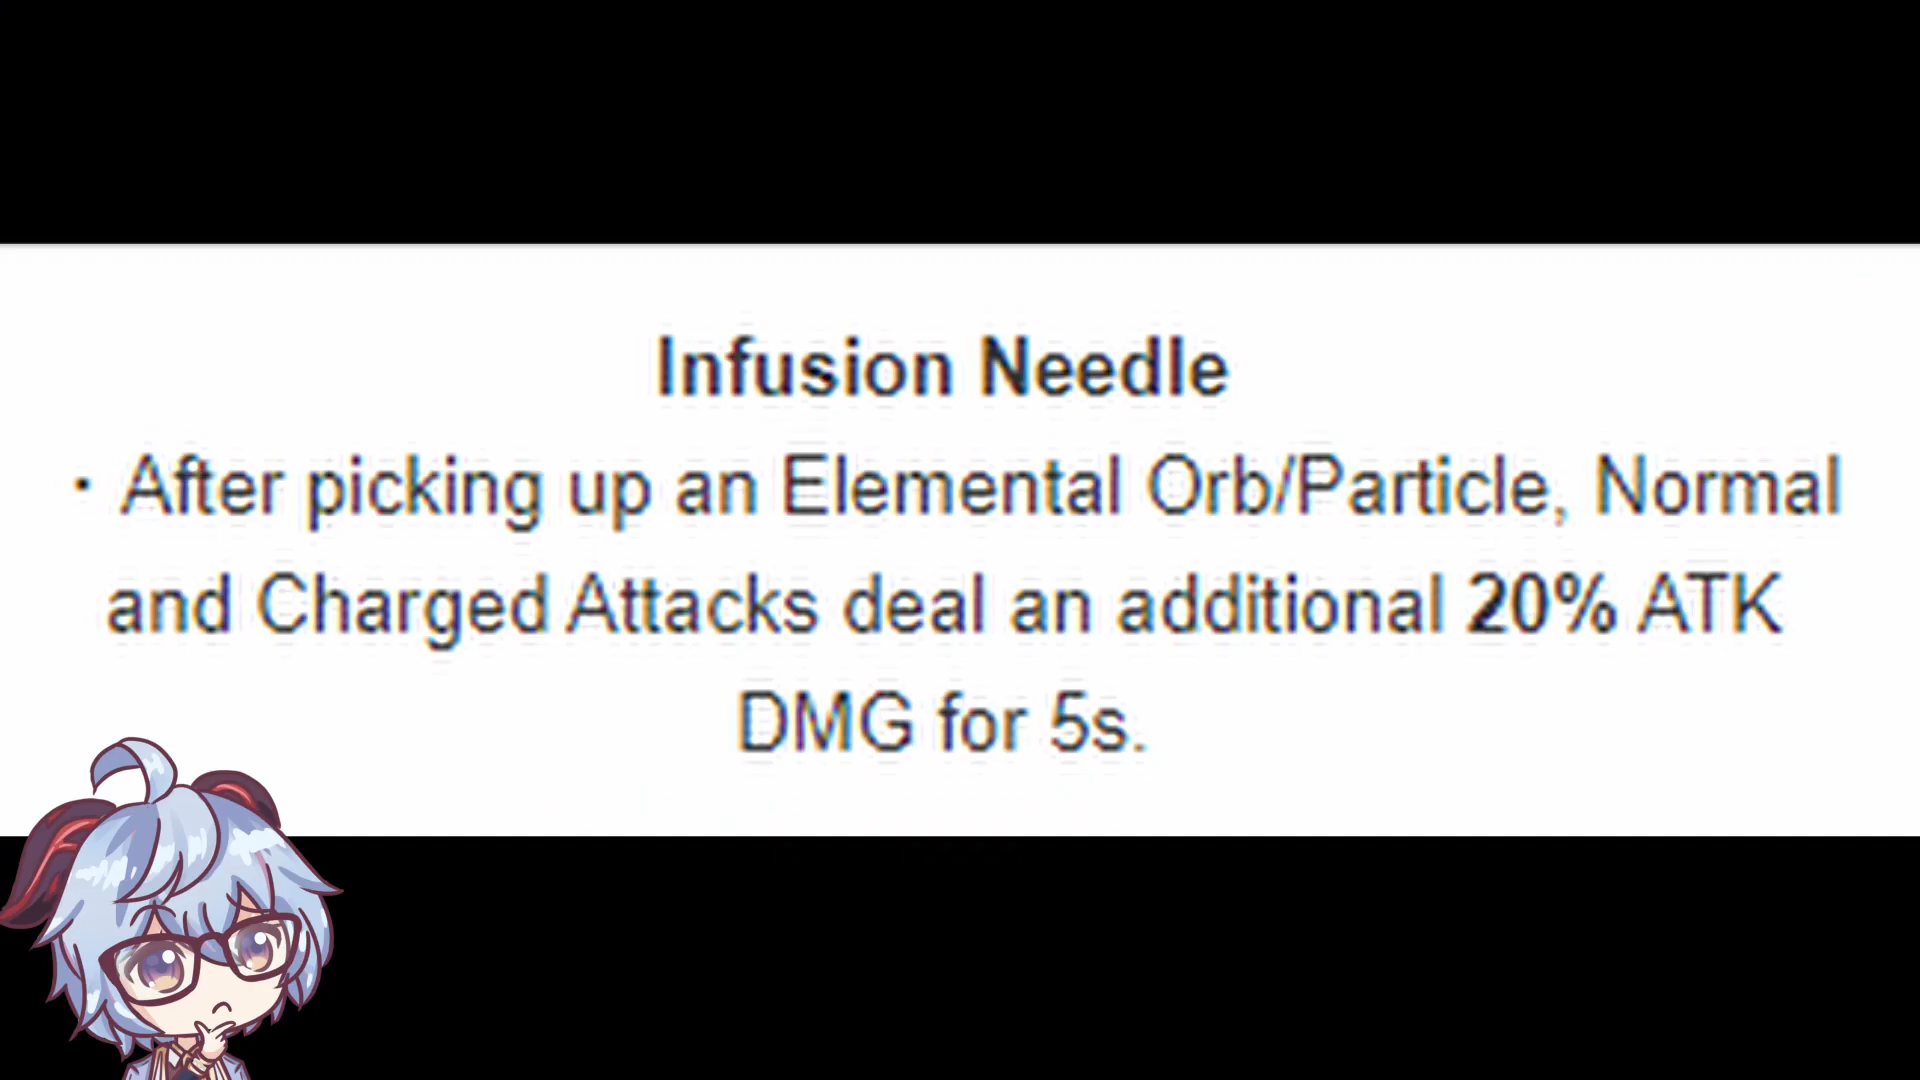 Infusion Needle
· After picking up an Elemental Orb/Particle, Normal
and Charged Attacks deal an additional 20% ATK
DMG for 5s.